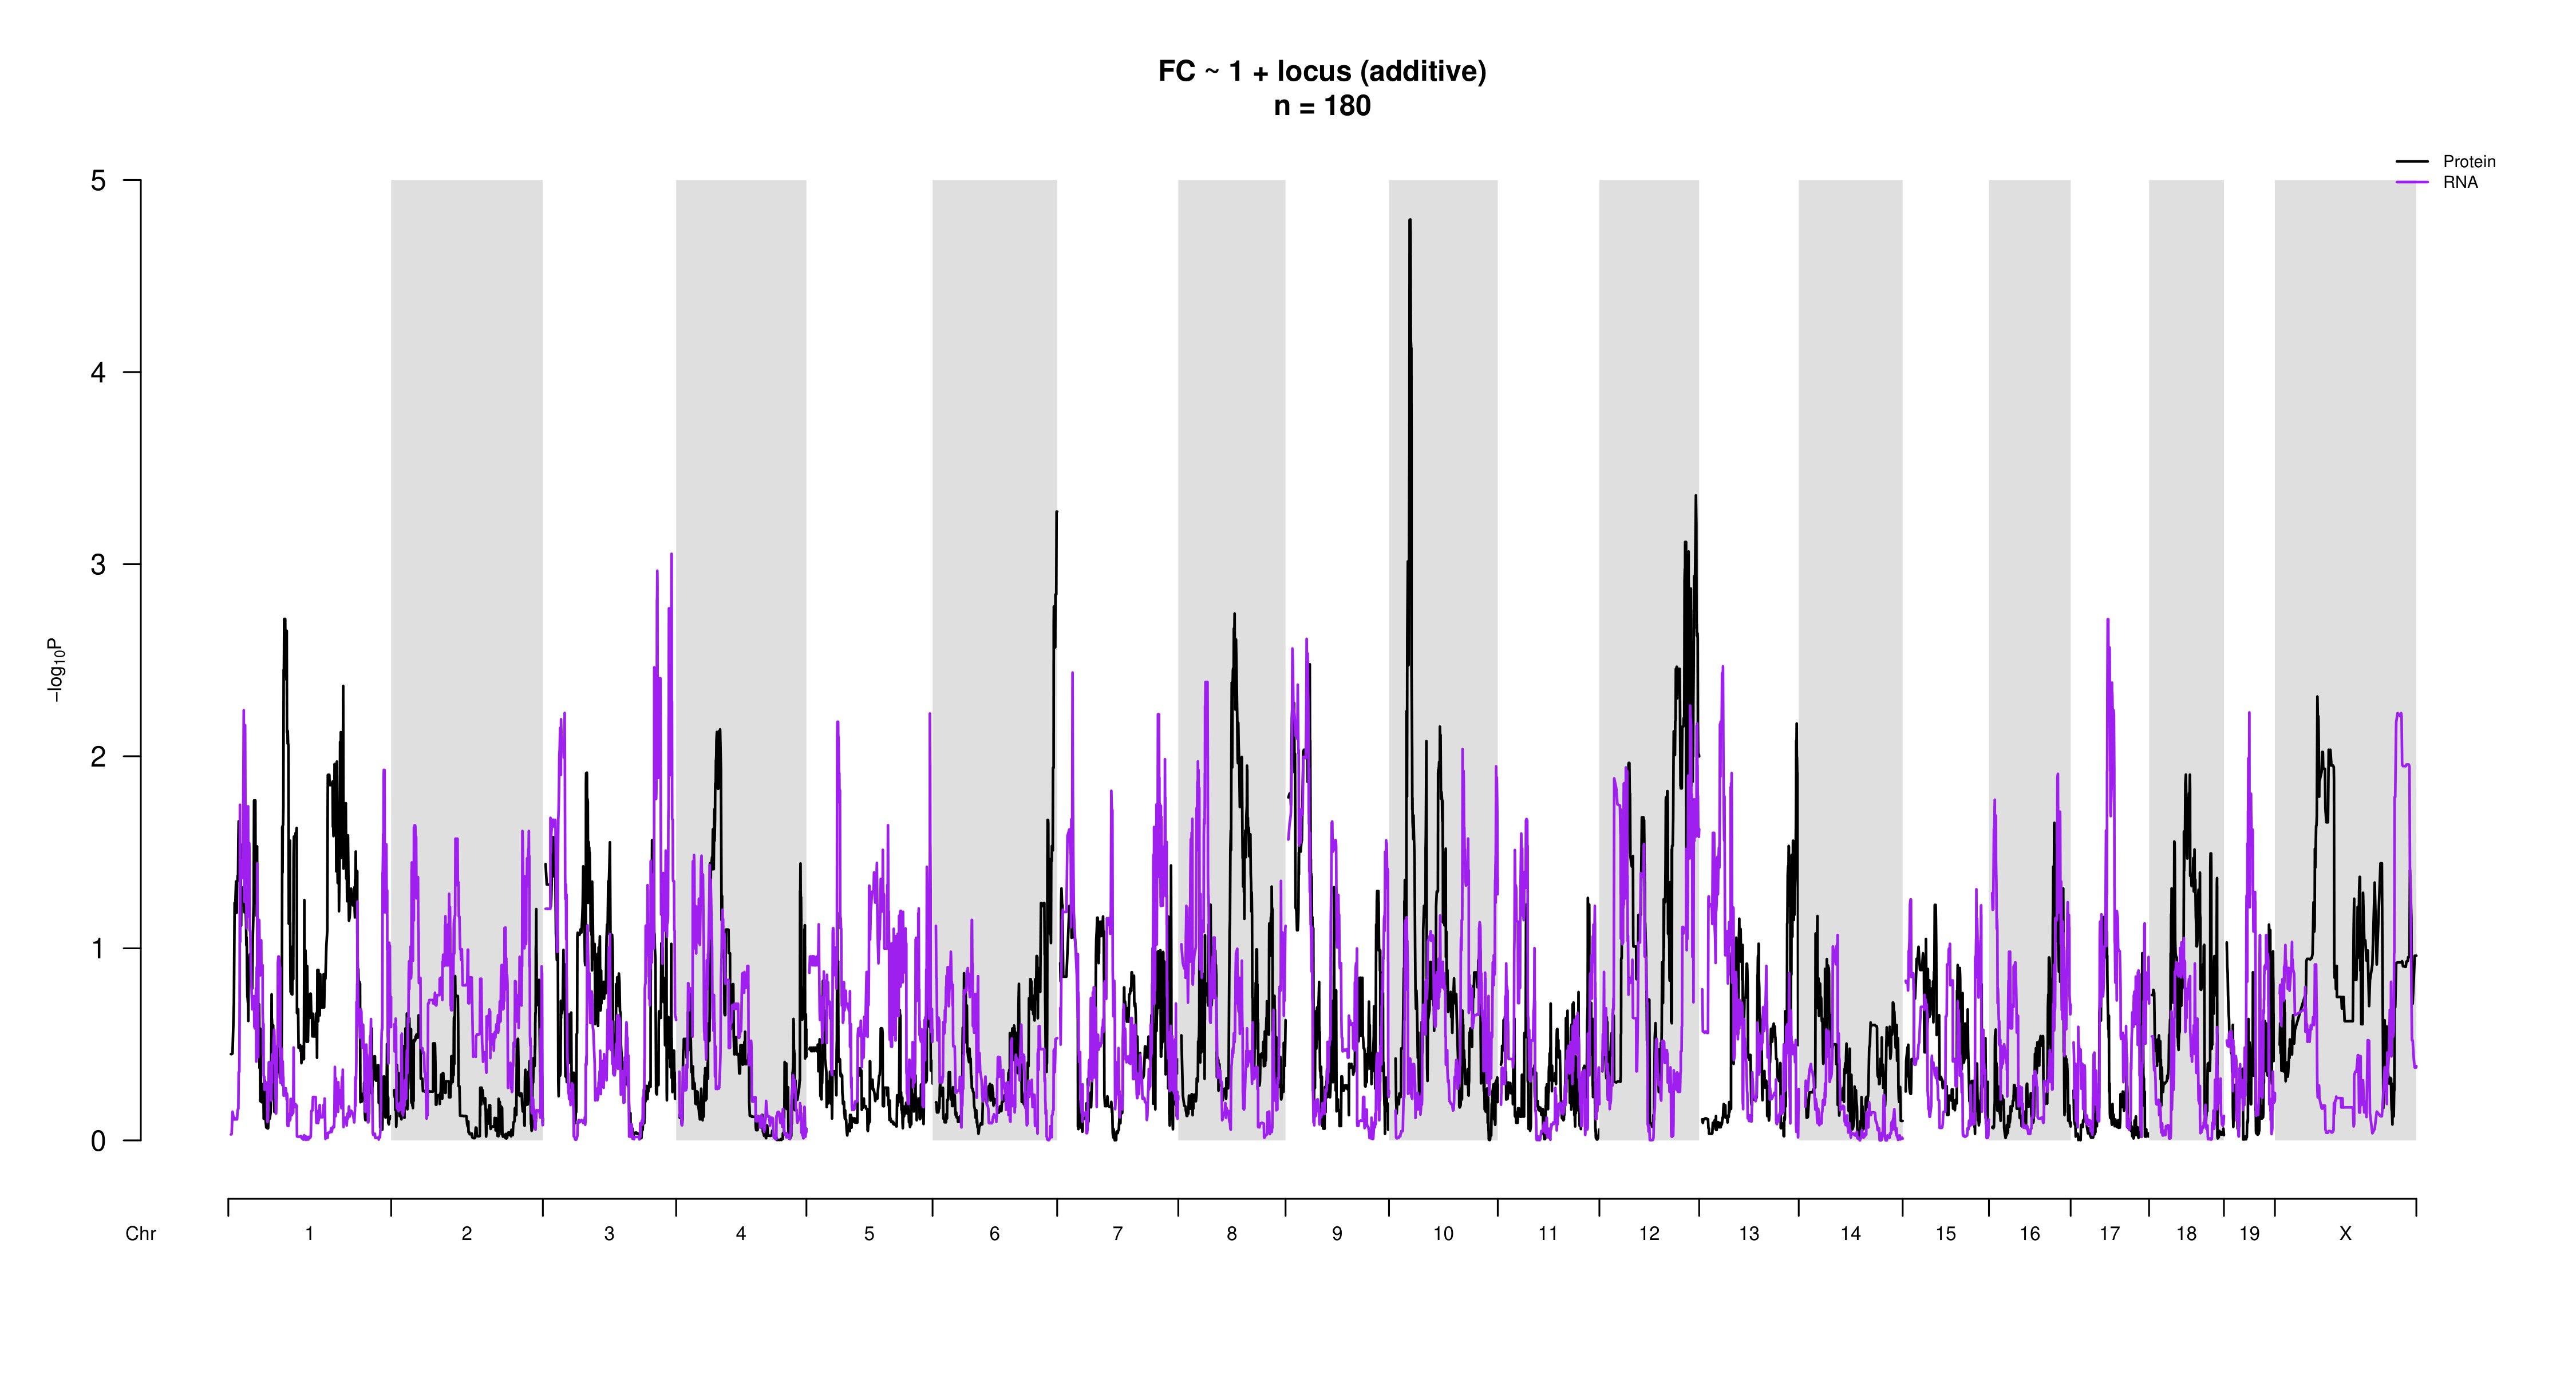 FC ~ 1 + locus (additive)
n = 180
Protein
RNA
5
4
3
2
1
0
−log10P
Chr 1 2 3 4 5 6 7 8 9 10 11 12 13 14 15 16 17 18 19 X